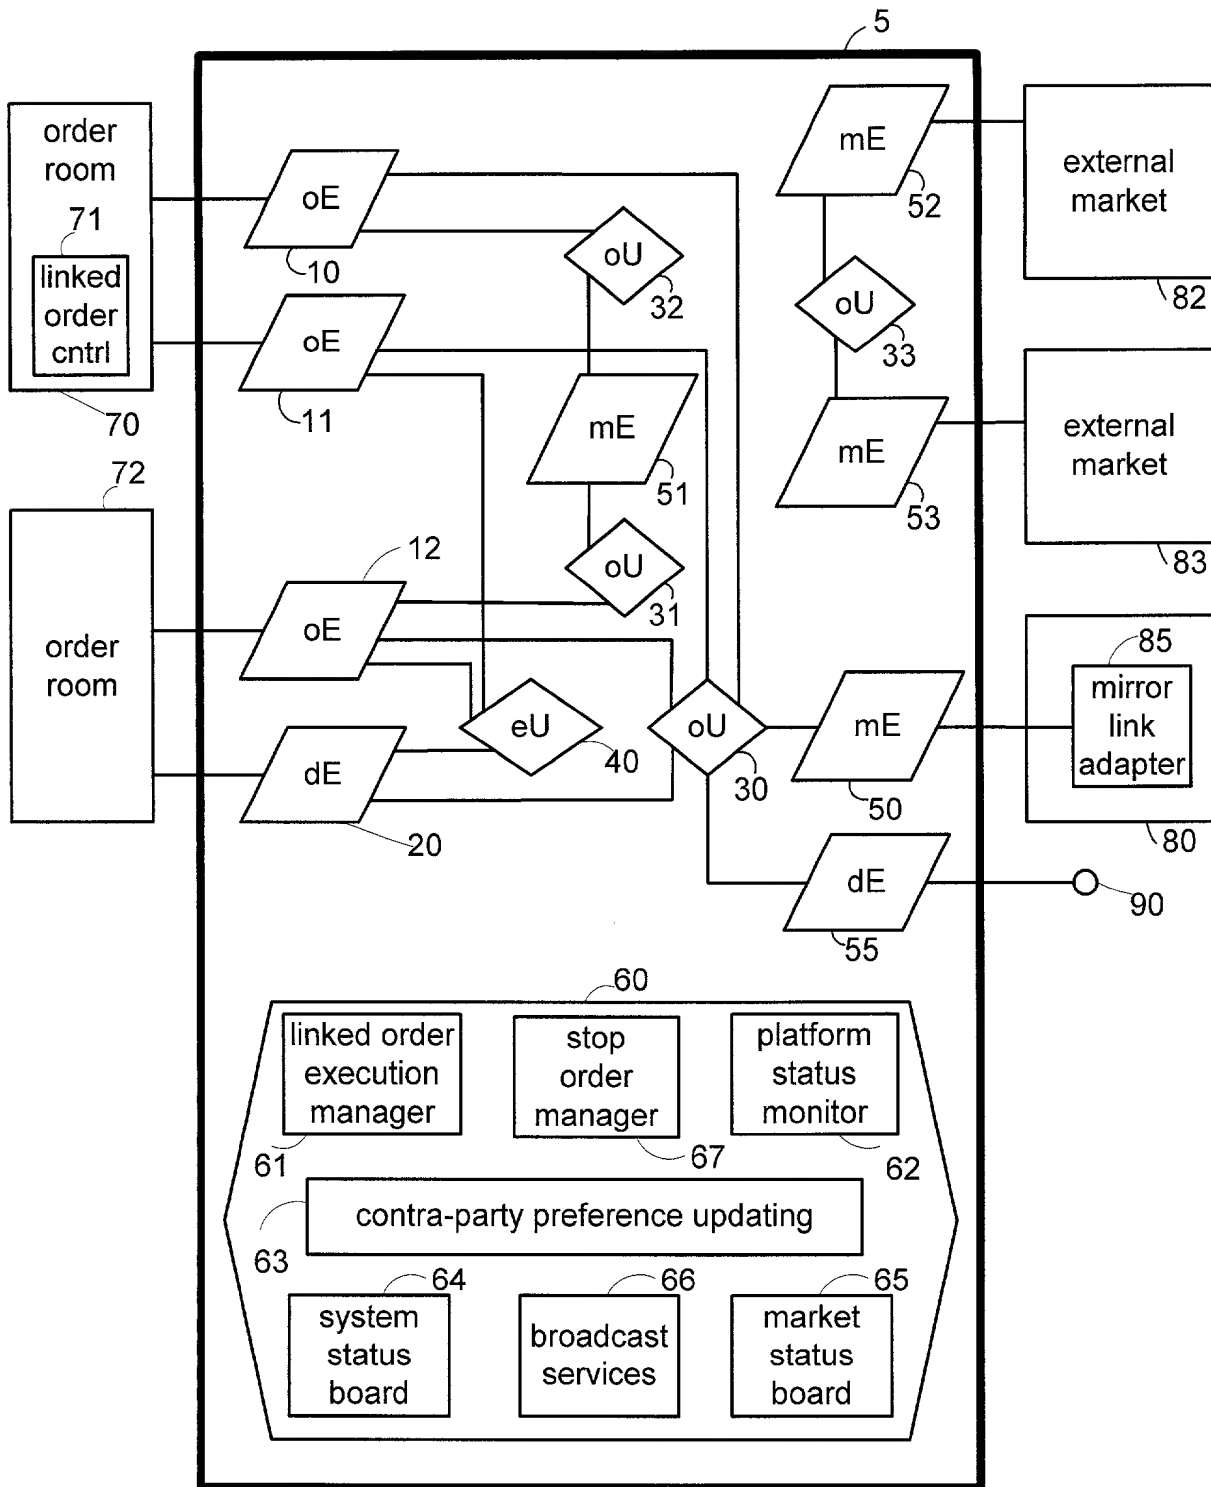 5
order
room
71
linked
order
cntrl
70
oE
10
oE
11
oU
32
mE
51
oU
31
mE
52
oU
33
mE
53
external
market
82
external
market
83
72
order
room
12
oE
dE
20
eU
40
oU
30
mE
50
85
mirror
link
adapter
80
dE
55
90
60
linked order
execution
manager
61
stop
order
manager
67
platform
status
monitor
62
contra-party preference updating
63
64
system
status
board
66
broadcast
services
65
market
status
board